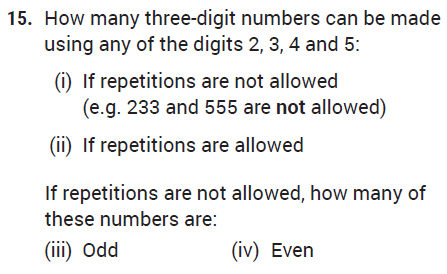 15. How many three-digit numbers can be made
using any of the digits 2, 3, 4 and 5:
(i) If repetitions are not allowed
(e.g. 233 and 555 are not allowed)
(ii) If repetitions are allowed
If repetitions are not allowed, how many of
these numbers are:
(iii) Odd (iv) Even